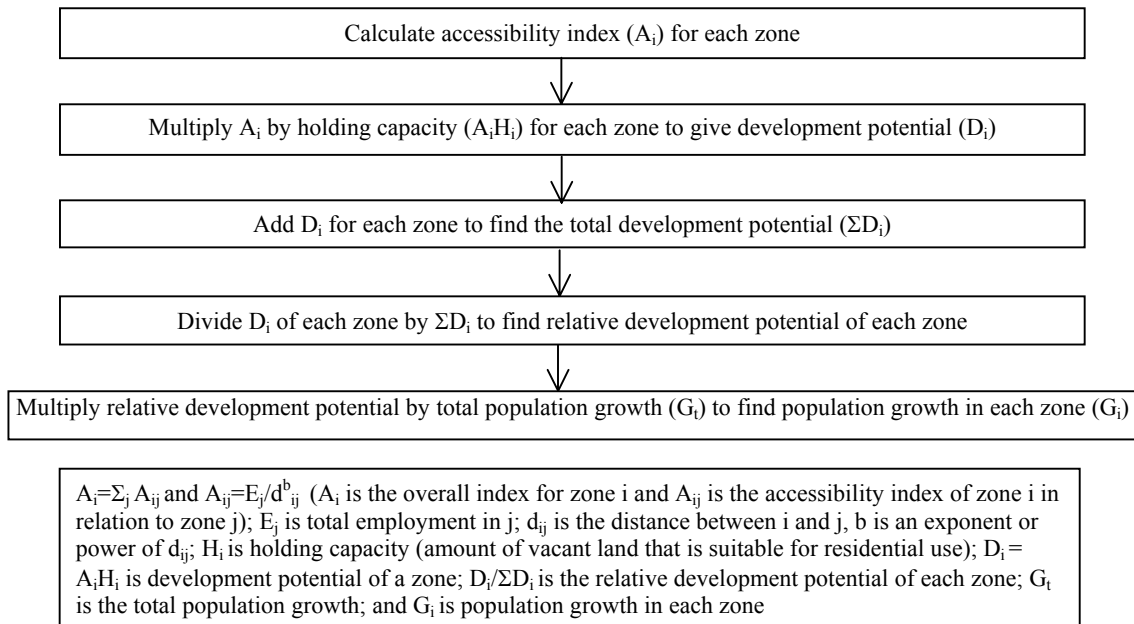 Calculate accessibility index (Aᵢ) for each zone
Multiply Aᵢ by holding capacity (AᵢHᵢ) for each zone to give development potential (Dᵢ)
Add Dᵢ for each zone to find the total development potential (ΣDᵢ)
Divide Dᵢ of each zone by ΣDᵢ to find relative development potential of each zone
Multiply relative development potential by total population growth (Gₜ) to find population growth in each zone (Gᵢ)
Aᵢ=Σⱼ Aᵢⱼ and Aᵢⱼ=Eⱼ/dᵇᵢⱼ (Aᵢ is the overall index for zone i and Aᵢⱼ is the accessibility index of zone i in
relation to zone j); Eⱼ is total employment in j; dᵢⱼ is the distance between i and j, b is an exponent or
power of dᵢⱼ; Hᵢ is holding capacity (amount of vacant land that is suitable for residential use); Dᵢ =
AᵢHᵢ is development potential of a zone; Dᵢ/ΣDᵢ is the relative development potential of each zone; Gₜ
is the total population growth; and Gᵢ is population growth in each zone